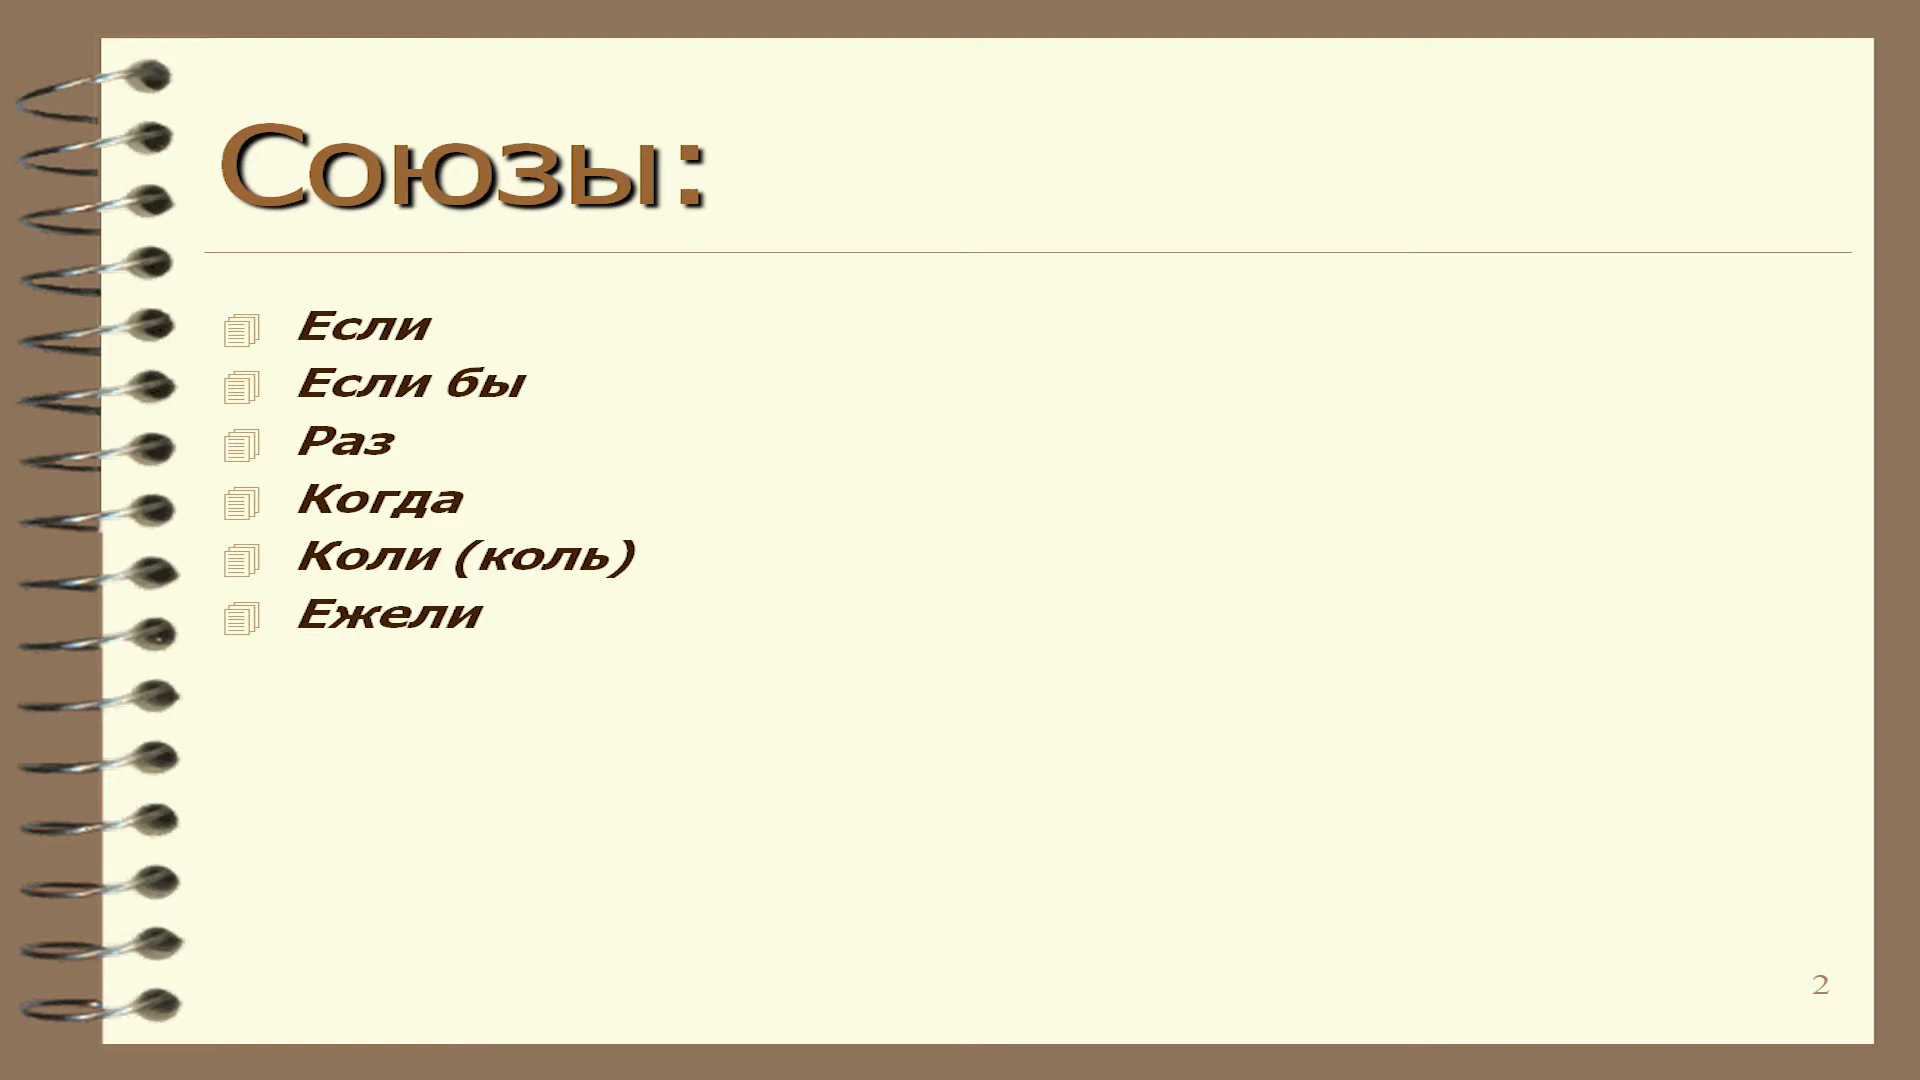 Союзы:
Если
Если бы
Раз
Когда
Коли (коль)
Ежели
2